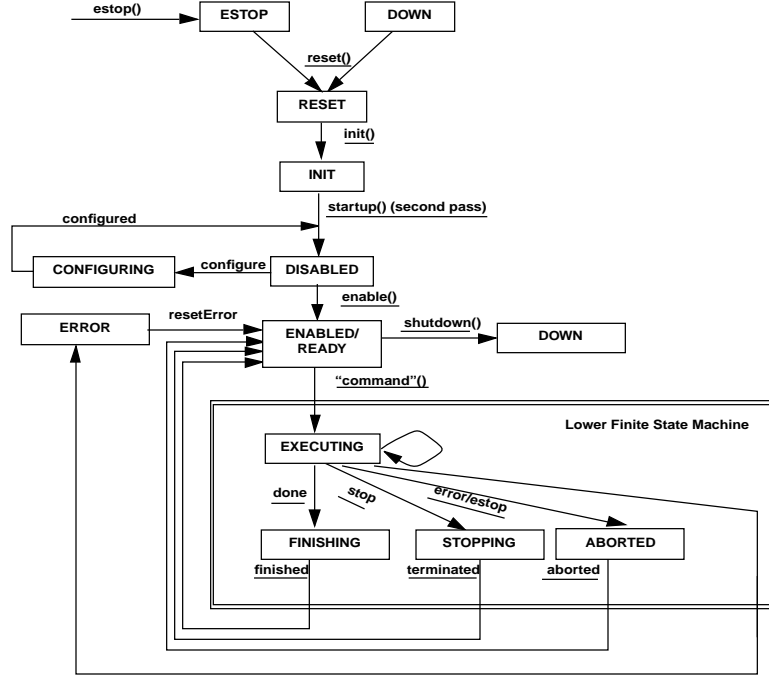 estop()
ESTOP
DOWN
reset()
RESET
init()
INIT
startup() (second pass)
configured
CONFIGURING
configure
DISABLED
enable()
ERROR
resetError
ENABLED/
READY
shutdown()
DOWN
“command”()
Lower Finite State Machine
EXECUTING
done
stop
error/estop
FINISHING
STOPPING
ABORTED
finished
terminated
aborted